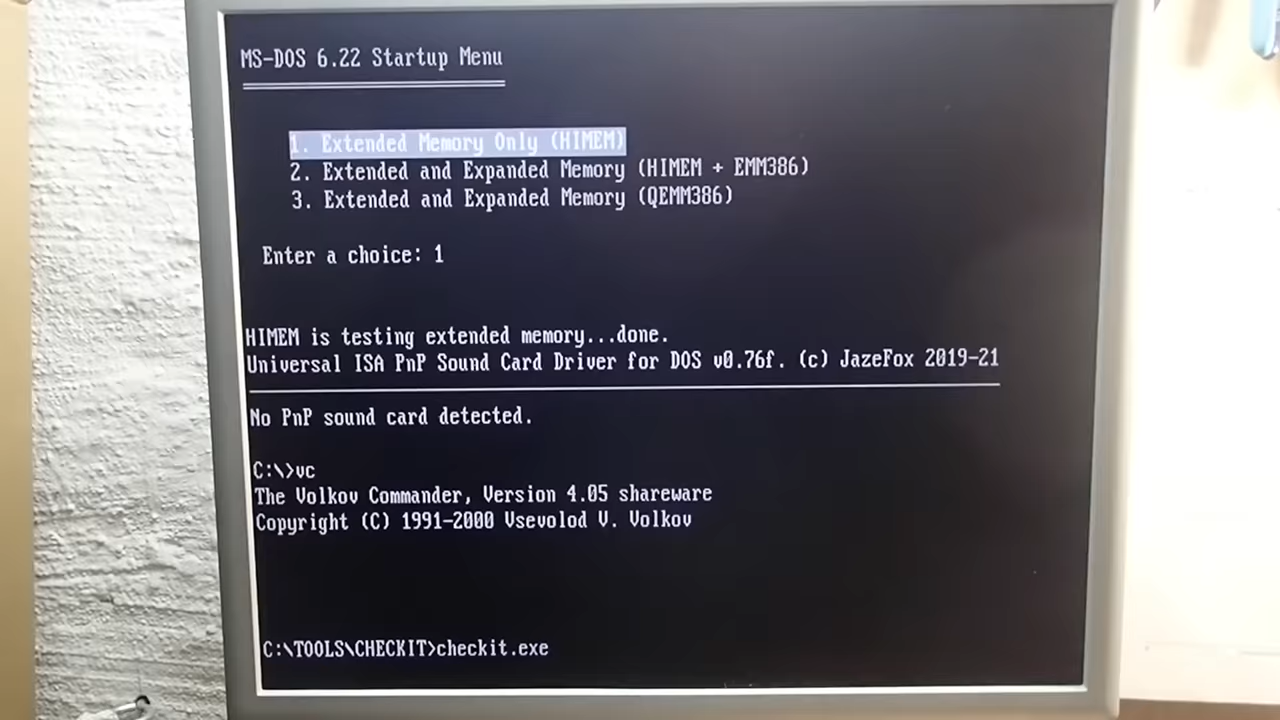 MS-DOS 6.22 Startup Menu
1. Extended Memory Only (HIMEM)
2. Extended and Expanded Memory (HIMEM + EMM386)
3. Extended and Expanded Memory (QEMM386)
Enter a choice: 1
HIMEM is testing extended memory...done.
Universal ISA PnP Sound Card Driver for DOS v0.76f. (c) JazeFox 2019-21
No PnP sound card detected.
C:\>vc
The Volkov Commander, Version 4.05 shareware
Copyright (C) 1991-2000 Vsevolod V. Volkov
C:\TOOLS\CHECKIT>checkit.exe